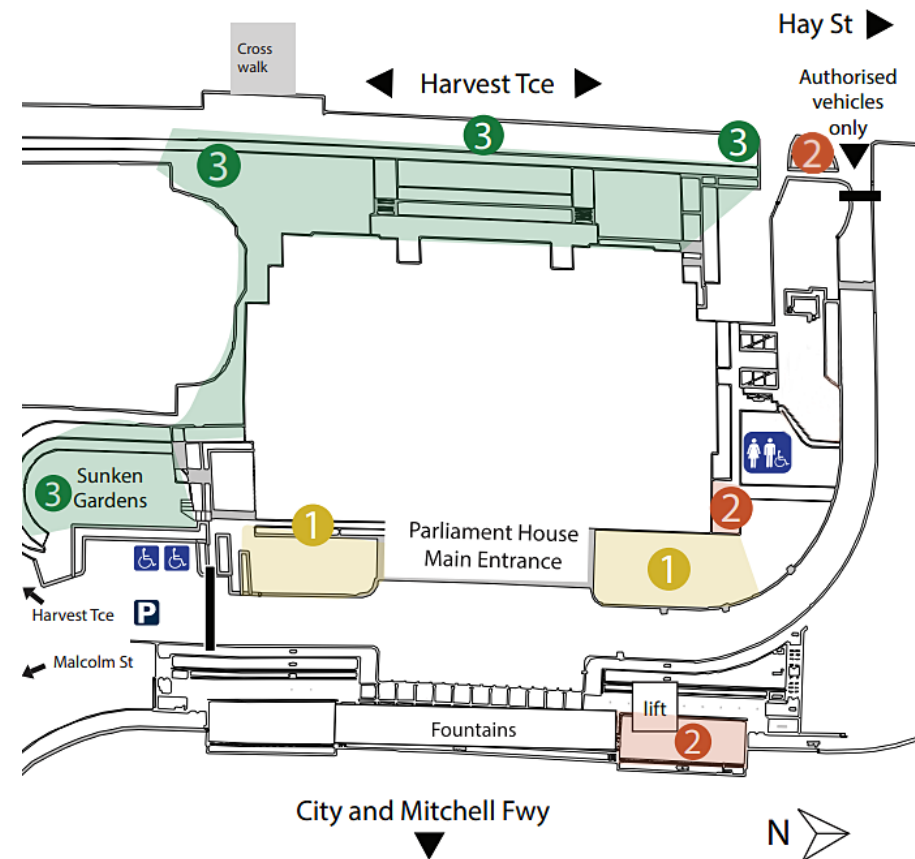 Hay St
Cross
walk
Harvest Tce
Authorised
vehicles
only
3
3
2
3
Sunken
Gardens
3
2
1
Parliament House
Main Entrance
1
Harvest Tce
P
Malcolm St
lift
Fountains
2
City and Mitchell Fwy
N